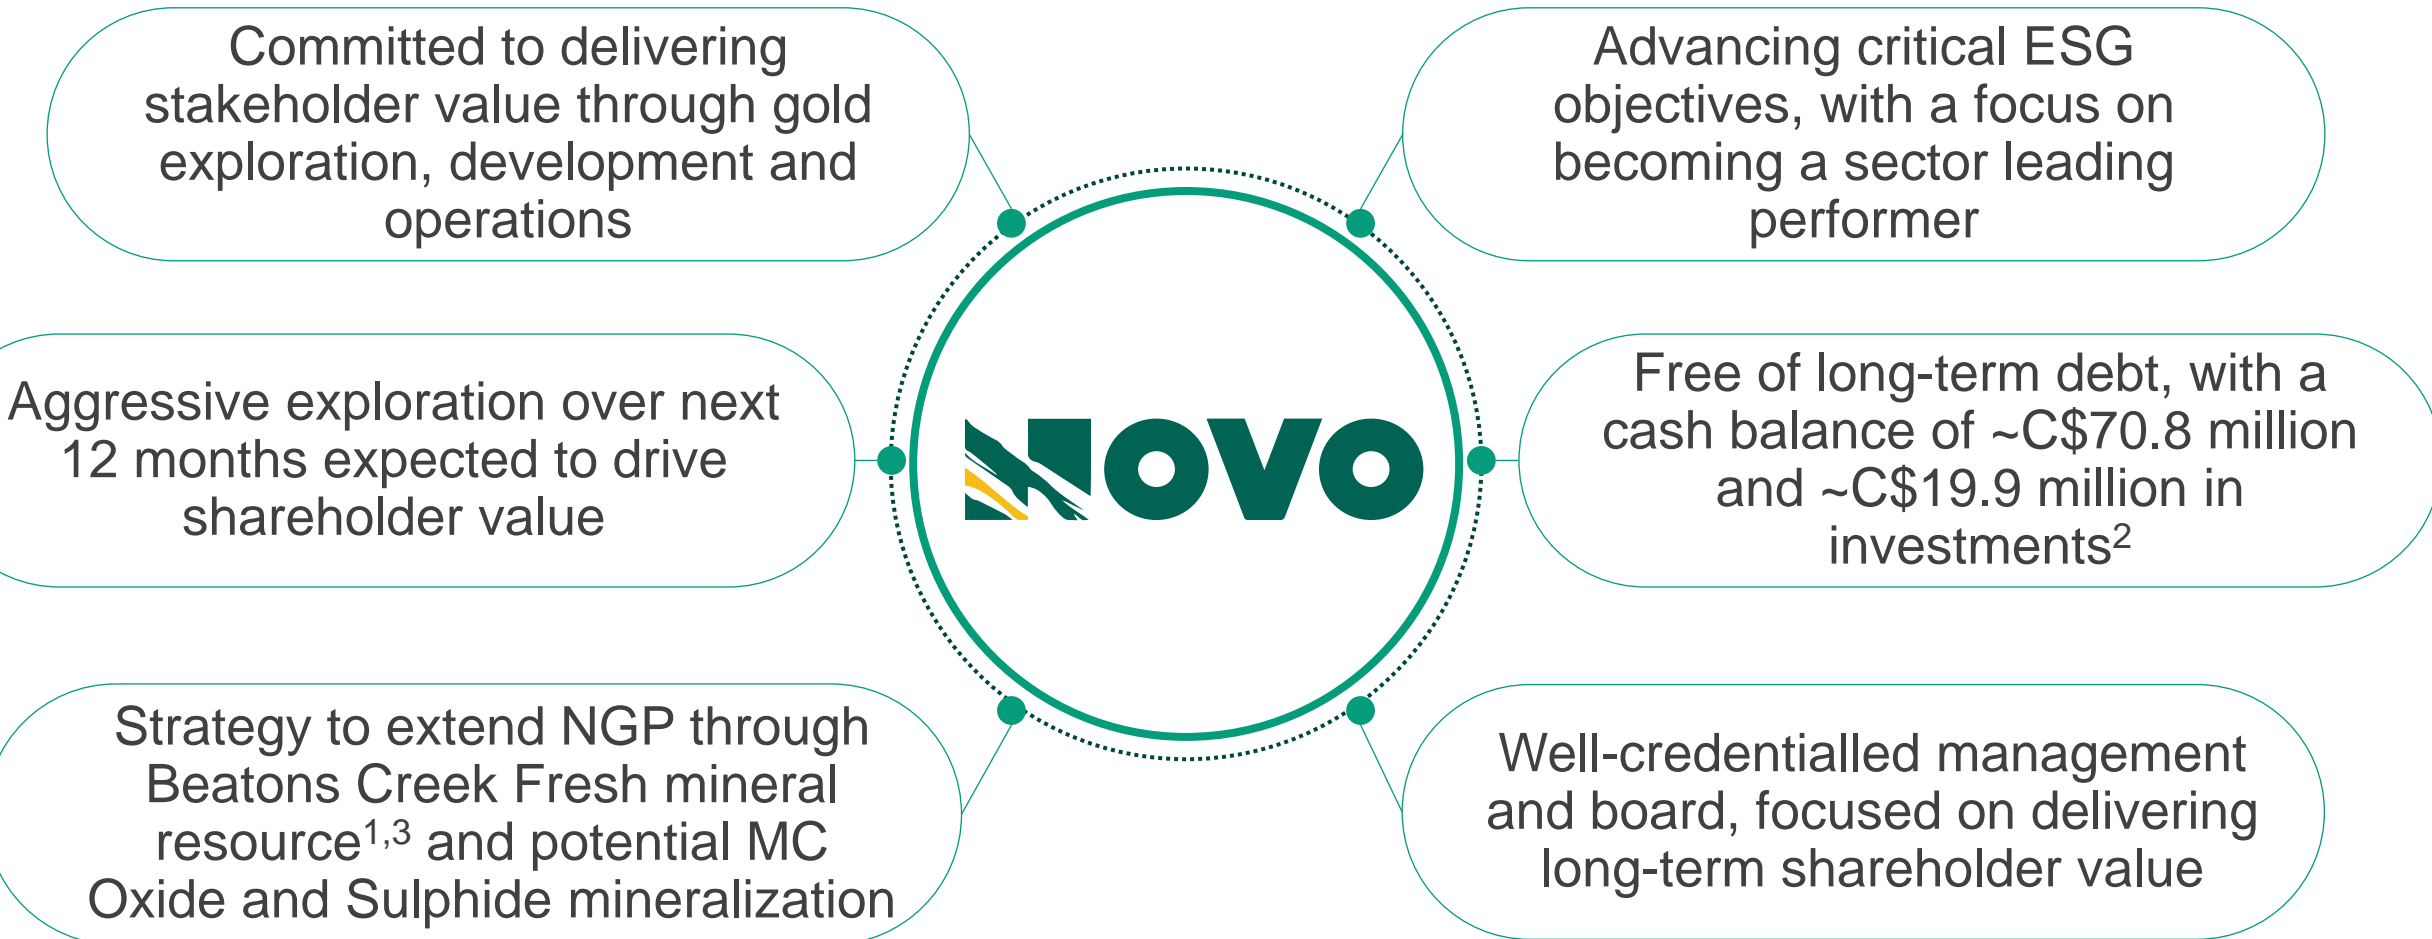 Committed to delivering
stakeholder value through gold
exploration, development and
operations
Advancing critical ESG
objectives, with a focus on
becoming a sector leading
performer
Aggressive exploration over next
12 months expected to drive
shareholder value
NOVO
Free of long-term debt, with a
cash balance of ~C$70.8 million
and ~C$19.9 million in
investments2
Strategy to extend NGP through
Beatons Creek Fresh mineral
resource1,3 and potential MC
Oxide and Sulphide mineralization
Well-credentialled management
and board, focused on delivering
long-term shareholder value